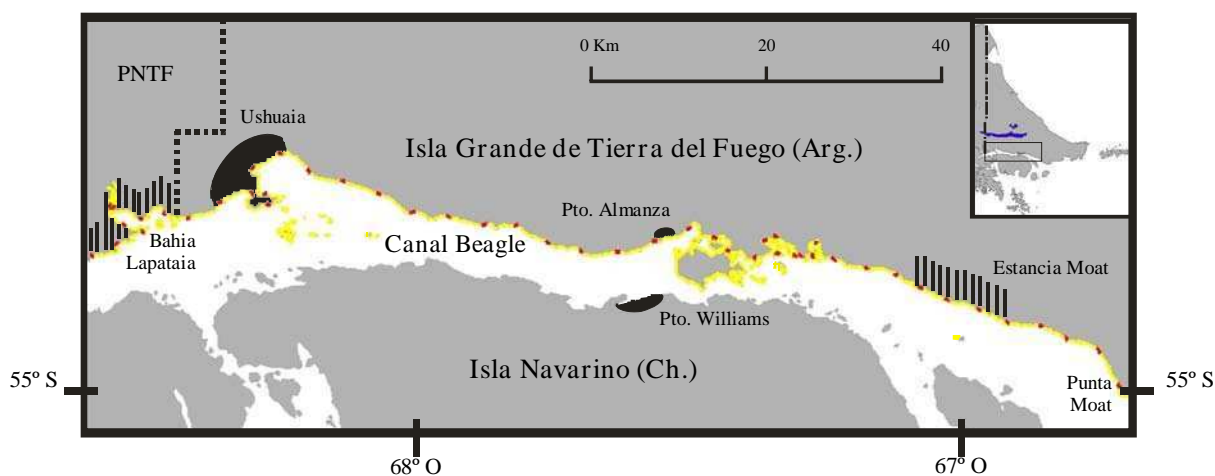 0 Km 20 40
PNTF
Ushuaia
Isla Grande de Tierra del Fuego (Arg.)
Pto. Almanza
Bahia
Lapataia
Canal Beagle
Estancia Moat
Pto. Williams
Isla Navarino (Ch.)
Punta
Moat
55º S
55º S
68º O
67º O